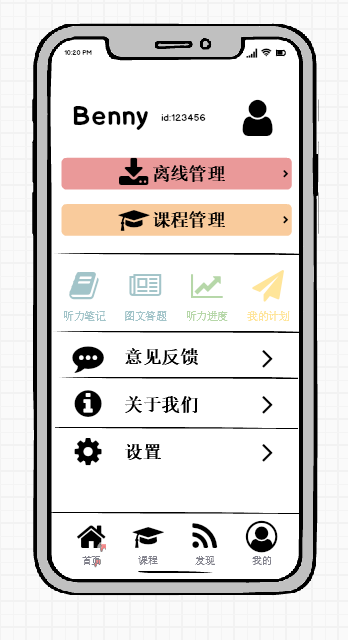 10:20 PM
Benny id:123456
离线管理
课程管理
听力笔记 图文答题 听力进度 我的计划
意见反馈
关于我们
设置
首页 课程 发现 我的